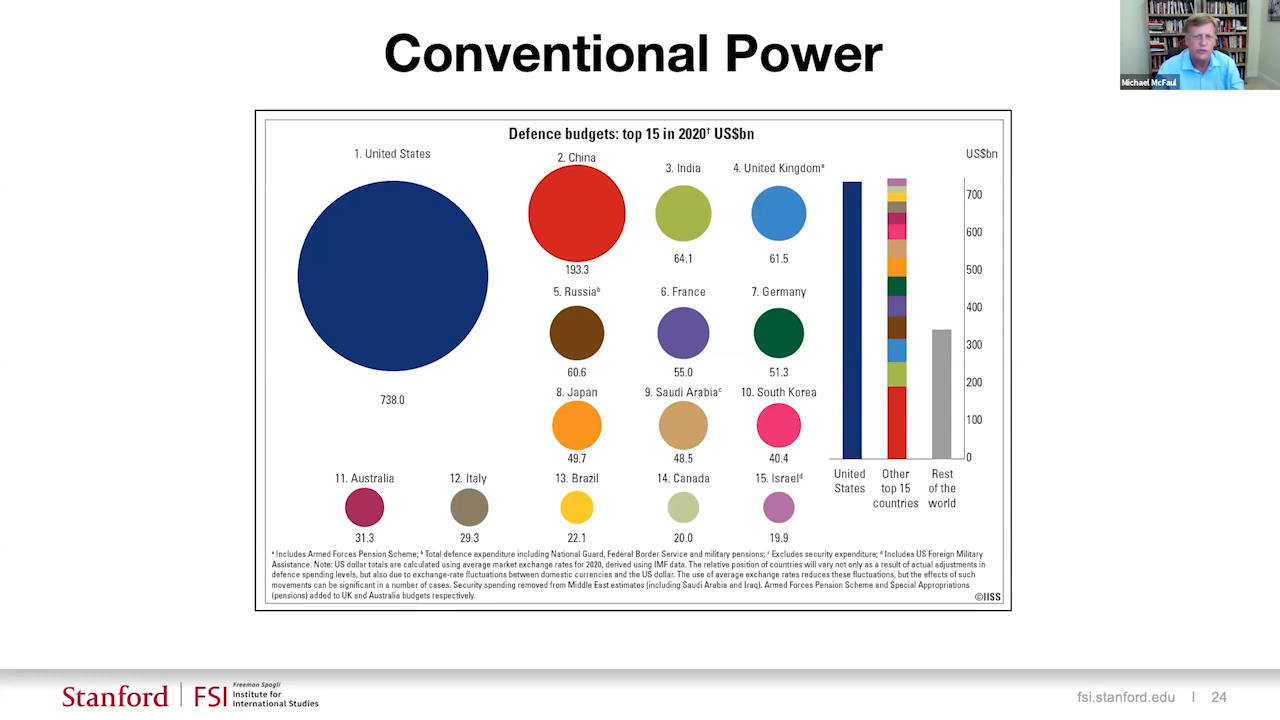 Conventional Power
Michael McFaul
Defence budgets: top 15 in 2020† US$bn
1. United States
738.0
2. China
193.3
3. India
64.1
4. United Kingdomᵃ
61.5
5. Russiaᵇ
60.6
6. France
55.0
7. Germany
51.3
8. Japan
49.7
9. Saudi Arabiaᶜ
48.5
10. South Korea
40.4
11. Australia
31.3
12. Italy
29.3
13. Brazil
22.1
14. Canada
20.0
15. Israelᵈ
19.9
US$bn
700
600
500
400
300
200
100
0
United
States
Other
top 15
countries
Rest
of the
world
ᵃ Includes Armed Forces Pension Scheme; ᵇ Total defence expenditure including National Guard, Federal Border Service and military pensions; ᶜ Excludes security expenditure; ᵈ Includes US Foreign Military
Assistance. Note: US dollar totals are calculated using average market exchange rates for 2020, derived using IMF data. The relative position of countries will vary not only as a result of actual adjustments in
defence spending levels, but also due to exchange-rate fluctuations between domestic currencies and the US dollar. The use of average exchange rates reduces these fluctuations, but the effects of such
movements can be significant in a number of cases. Security spending removed from Middle East estimates (including Saudi Arabia and Iraq). Armed Forces Pension Scheme and Special Appropriations
(pensions) added to UK and Australia budgets respectively.
©IISS
Stanford
FSI
Freeman Spogli
Institute for
International Studies
fsi.stanford.edu | 24